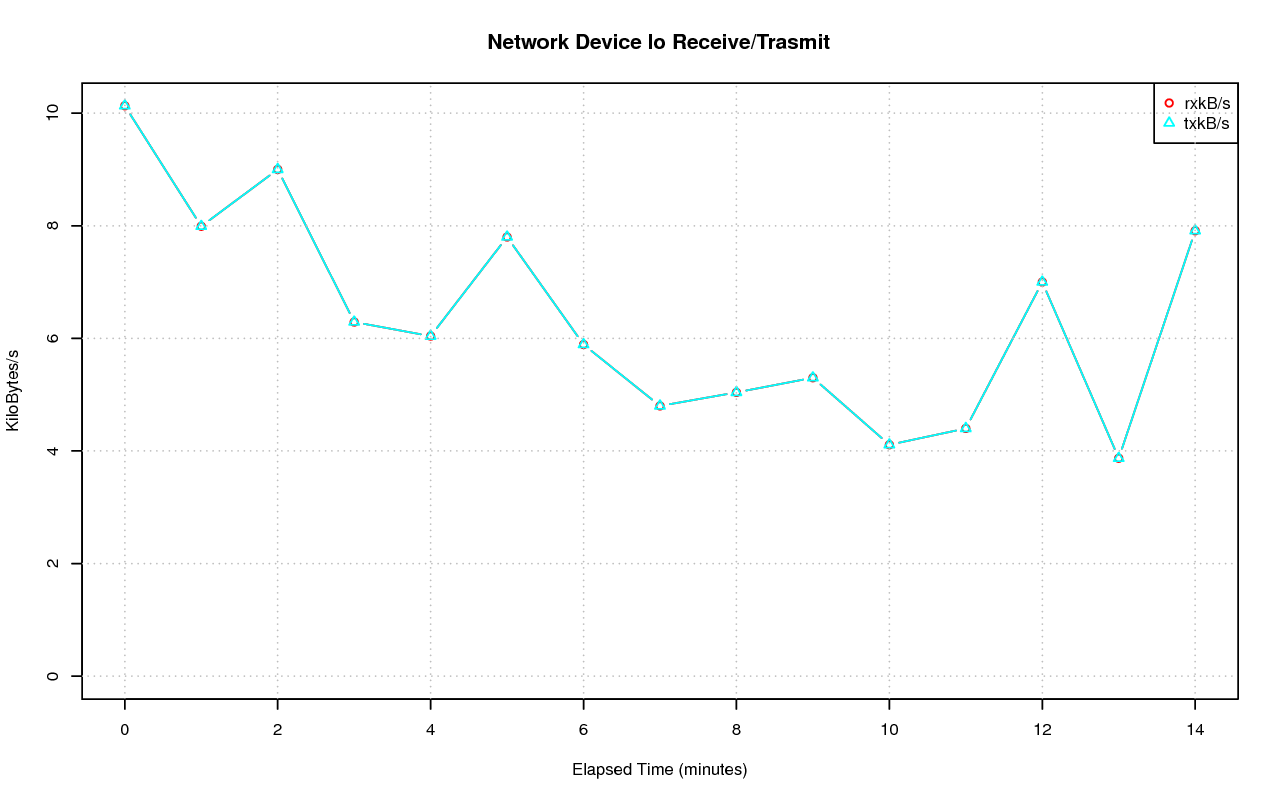 Network Device Io Receive/Trasmit
rxkB/s
txkB/s
KiloBytes/s
10
8
6
4
2
0
0 2 4 6 8 10 12 14
Elapsed Time (minutes)